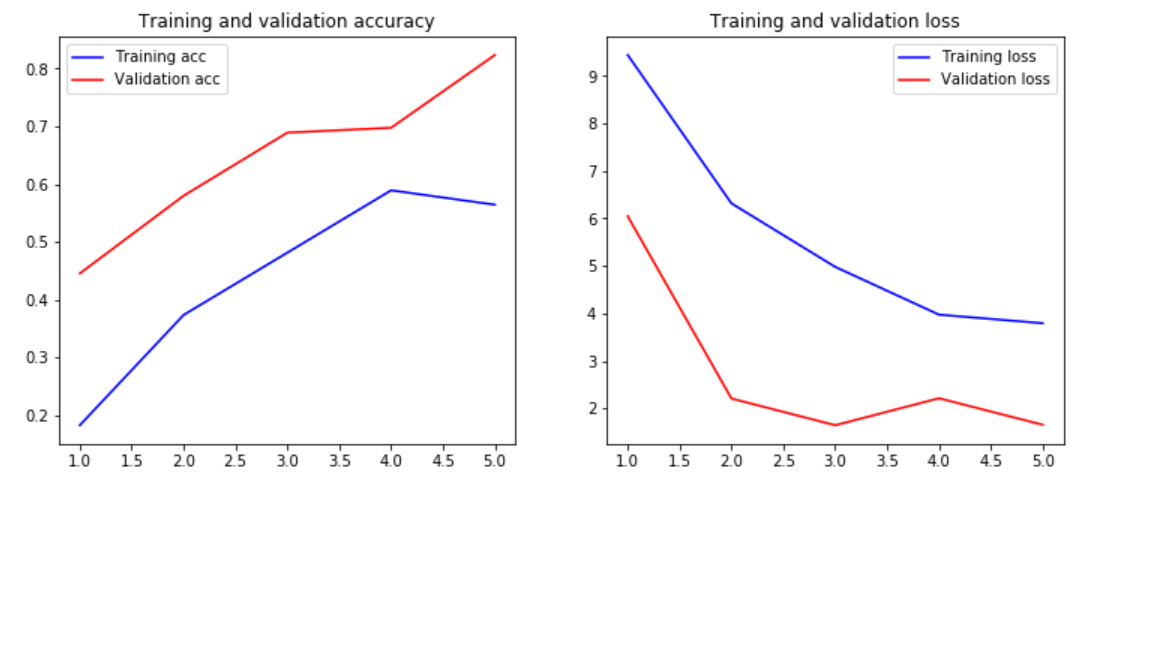 Training and validation accuracy
Training acc
Validation acc
0.8
0.7
0.6
0.5
0.4
0.3
0.2
1.0 1.5 2.0 2.5 3.0 3.5 4.0 4.5 5.0
Training and validation loss
Training loss
Validation loss
9
8
7
6
5
4
3
2
1.0 1.5 2.0 2.5 3.0 3.5 4.0 4.5 5.0